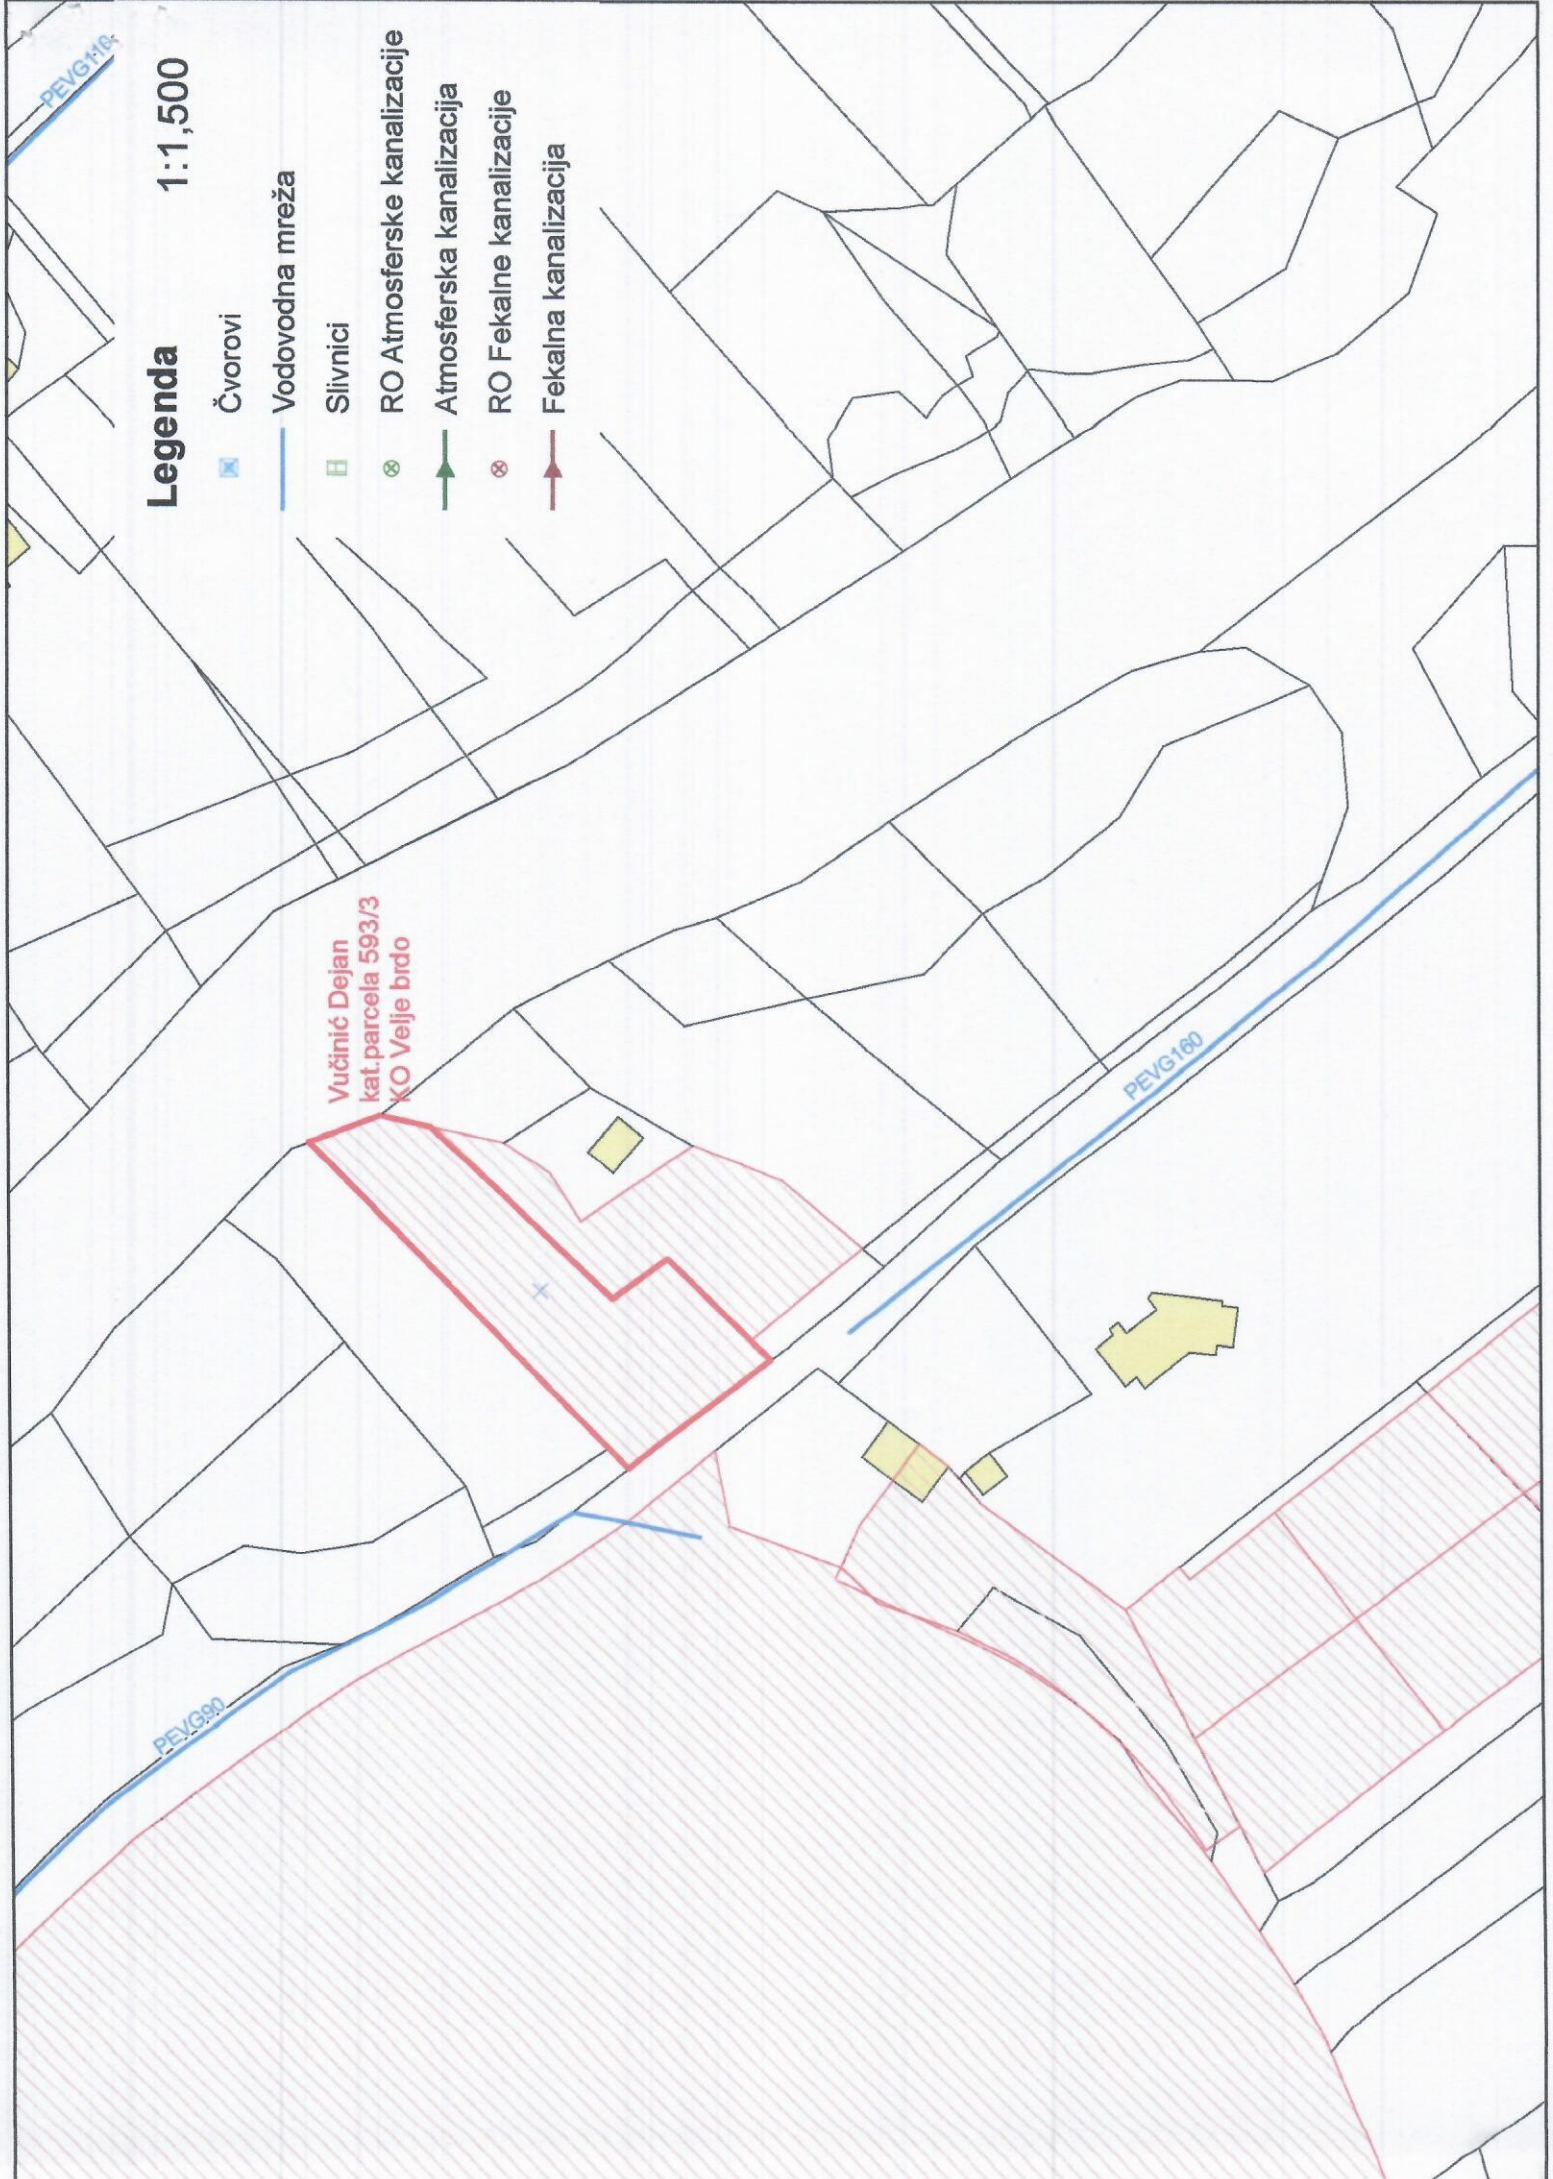 Legenda 1:1,500
Čvorovi
Vodovodna mreža
Slivnici
RO Atmosferske kanalizacije
Atmosferska kanalizacija
RO Fekalne kanalizacije
Fekalna kanalizacija
PEVG110
Vučinić Dejan
kat.parcela 593/3
KO Velje brdo
PEVG160
PEVG90